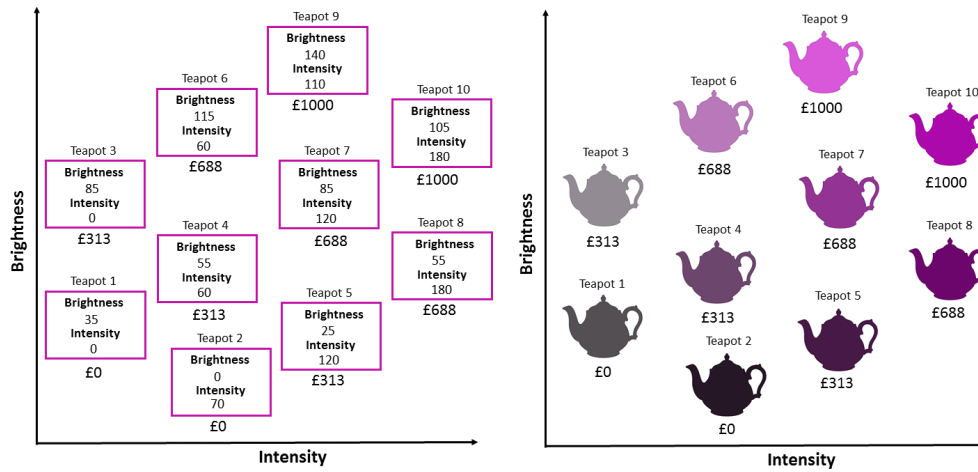 Teapot 9
Brightness
140
Intensity
110
£1000
Teapot 6
Brightness
115
Intensity
60
£688
Teapot 10
Brightness
105
Intensity
180
£1000
Teapot 3
Brightness
85
Intensity
0
£313
Teapot 7
Brightness
85
Intensity
120
£688
Teapot 4
Brightness
55
Intensity
60
£313
Teapot 8
Brightness
55
Intensity
180
£688
Teapot 1
Brightness
35
Intensity
0
£0
Teapot 5
Brightness
25
Intensity
120
£313
Teapot 2
Brightness
0
Intensity
70
£0
Brightness
Intensity
Teapot 9
£1000
Teapot 6
£688
Teapot 10
£1000
Teapot 3
£313
Teapot 7
£688
Teapot 4
£313
Teapot 8
£688
Teapot 1
£0
Teapot 5
£313
Teapot 2
£0
Brightness
Intensity